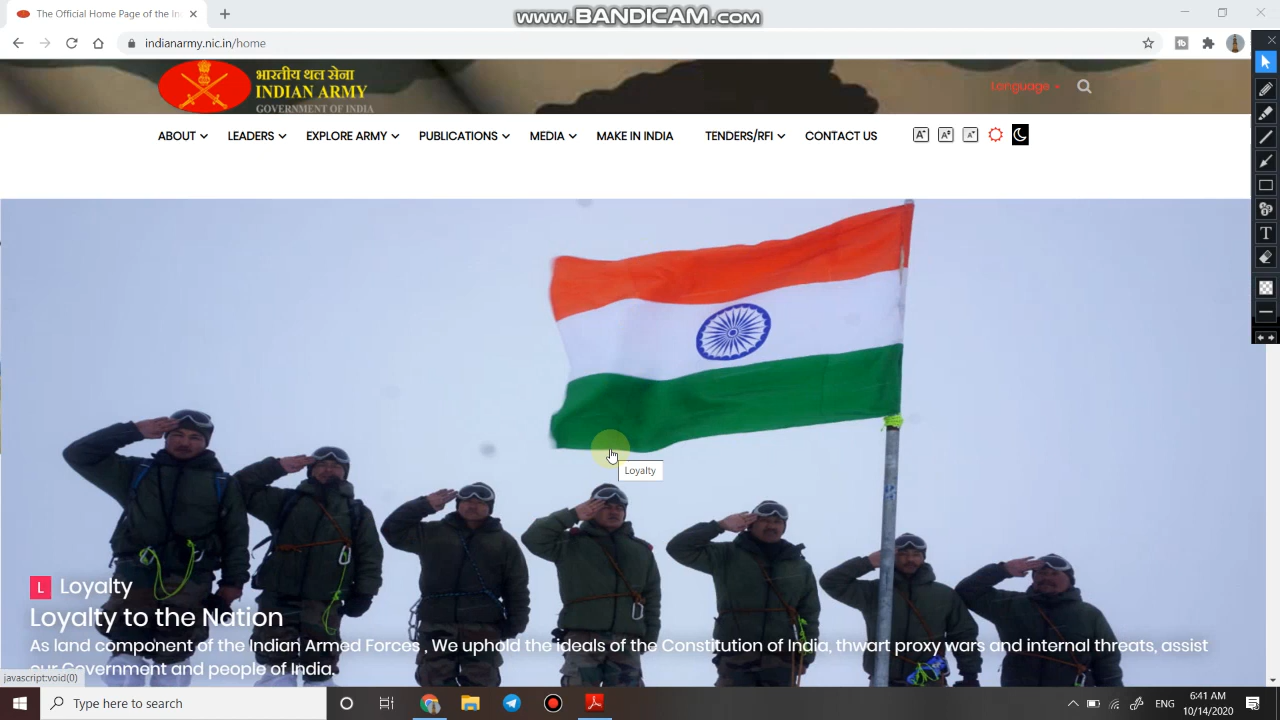 The Official Home Page of the In
www.BANDICAM.com
indianarmy.nic.in/home
भारतीय थल सेना
INDIAN ARMY
GOVERNMENT OF INDIA
Language
ABOUT LEADERS EXPLORE ARMY PUBLICATIONS MEDIA MAKE IN INDIA TENDERS/RFI CONTACT US
Loyalty
L Loyalty
Loyalty to the Nation
As land component of the Indian Armed Forces , We uphold the ideals of the Constitution of India, thwart proxy wars and internal threats, assist
our Government and people of India.
javascript:void(0)
Type here to search
ENG
6:41 AM
10/14/2020